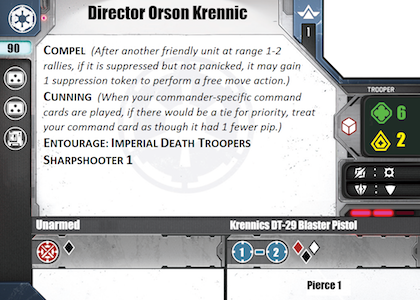 Director Orson Krennic
1
90
COMPEL (After another friendly unit at range 1-2
rallies, if it is suppressed but not panicked, it may gain
1 suppression token to perform a free move action.)
CUNNING (When your commander-specific command
cards are played, if there would be a tie for priority, treat
your command card as though it had 1 fewer pip.)
ENTOURAGE: IMPERIAL DEATH TROOPERS
SHARPSHOOTER 1
TROOPER
6
2
:
:
Unarmed
Krennics DT-29 Blaster Pistol
1 - 2
Pierce 1